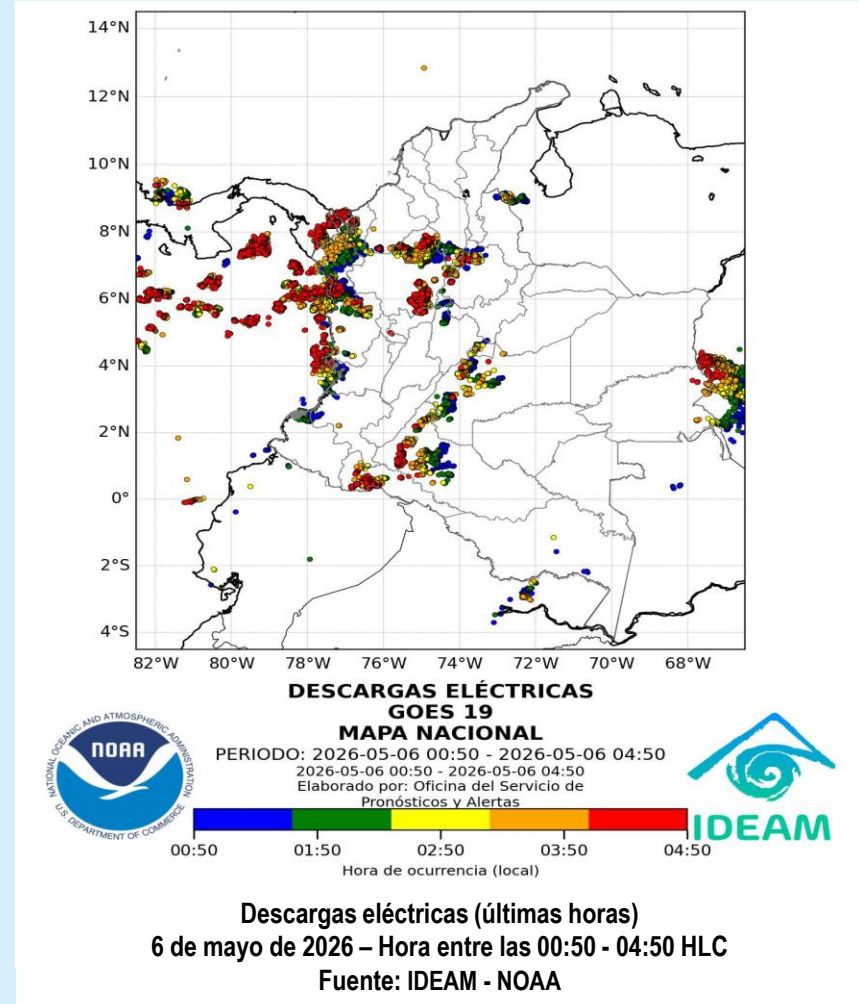 14°N
12°N
10°N
8°N
6°N
4°N
2°N
0°
2°S
4°S
82°W 80°W 78°W 76°W 74°W 72°W 70°W 68°W
DESCARGAS ELÉCTRICAS
GOES 19
MAPA NACIONAL
PERIODO: 2026-05-06 00:50 - 2026-05-06 04:50
2026-05-06 00:50 - 2026-05-06 04:50
Elaborado por: Oficina del Servicio de
Pronósticos y Alertas
NATIONAL OCEANIC AND ATMOSPHERIC ADMINISTRATION
NOAA
U.S. DEPARTMENT OF COMMERCE
IDEAM
00:50 01:50 02:50 03:50 04:50
Hora de ocurrencia (local)
Descargas eléctricas (últimas horas)
6 de mayo de 2026 – Hora entre las 00:50 - 04:50 HLC
Fuente: IDEAM - NOAA